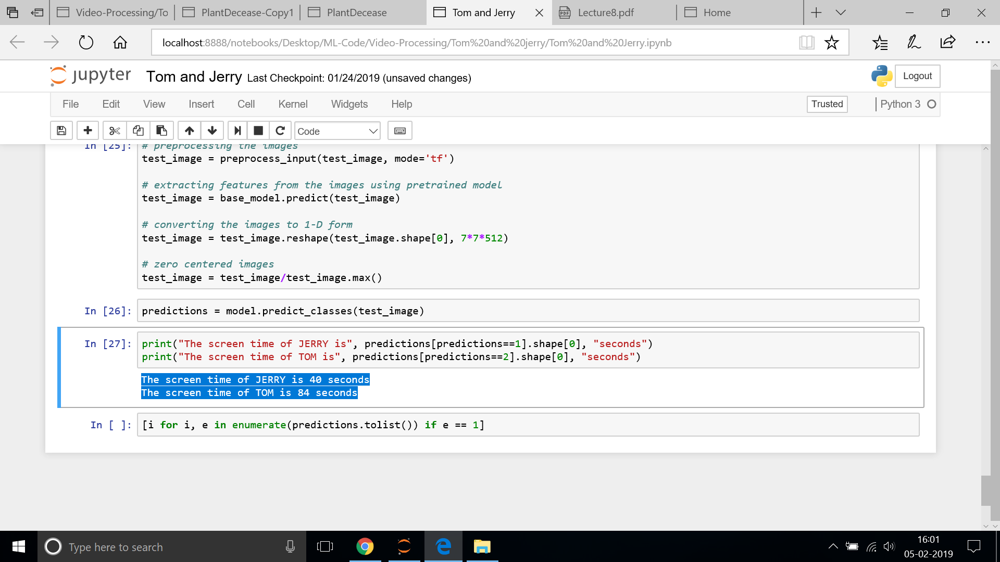 Video-Processing/To
PlantDecease-Copy1
PlantDecease
Tom and Jerry
Lecture8.pdf
Home
localhost:8888/notebooks/Desktop/ML-Code/Video-Processing/Tom%20and%20jerry/Tom%20and%20Jerry.ipynb
jupyter Tom and Jerry Last Checkpoint: 01/24/2019 (unsaved changes)
Logout
File Edit View Insert Cell Kernel Widgets Help
Trusted
Python 3
Code
In [25]: # preprocessing the images
test_image = preprocess_input(test_image, mode='tf')
# extracting features from the images using pretrained model
test_image = base_model.predict(test_image)
# converting the images to 1-D form
test_image = test_image.reshape(test_image.shape[0], 7*7*512)
# zero centered images
test_image = test_image/test_image.max()
In [26]: predictions = model.predict_classes(test_image)
In [27]: print("The screen time of JERRY is", predictions[predictions==1].shape[0], "seconds")
print("The screen time of TOM is", predictions[predictions==2].shape[0], "seconds")
The screen time of JERRY is 40 seconds
The screen time of TOM is 84 seconds
In [ ]: [i for i, e in enumerate(predictions.tolist()) if e == 1]
Type here to search
16:01
05-02-2019